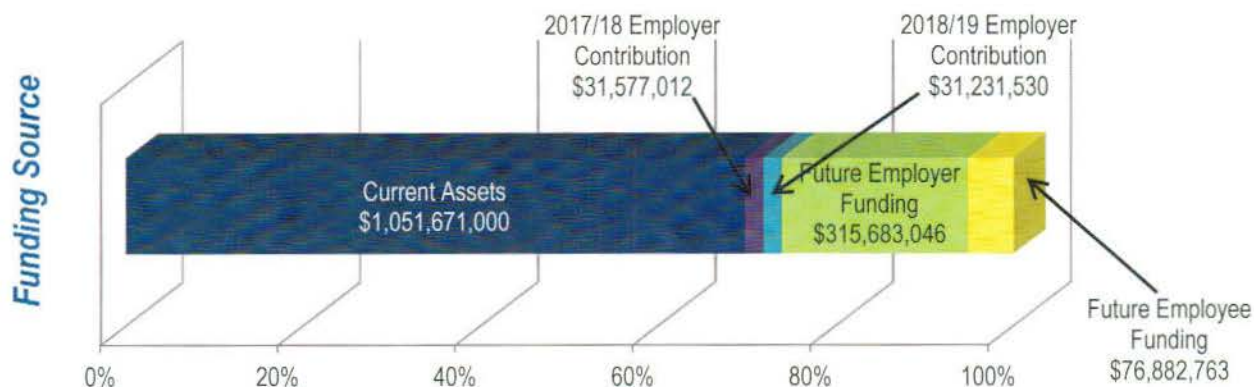 2017/18 Employer
Contribution
$31,577,012
2018/19 Employer
Contribution
$31,231,530
Funding Source
Current Assets
$1,051,671,000
Future Employer
Funding
$315,683,046
Future Employee
Funding
$76,882,763
0%
20%
40%
60%
80%
100%